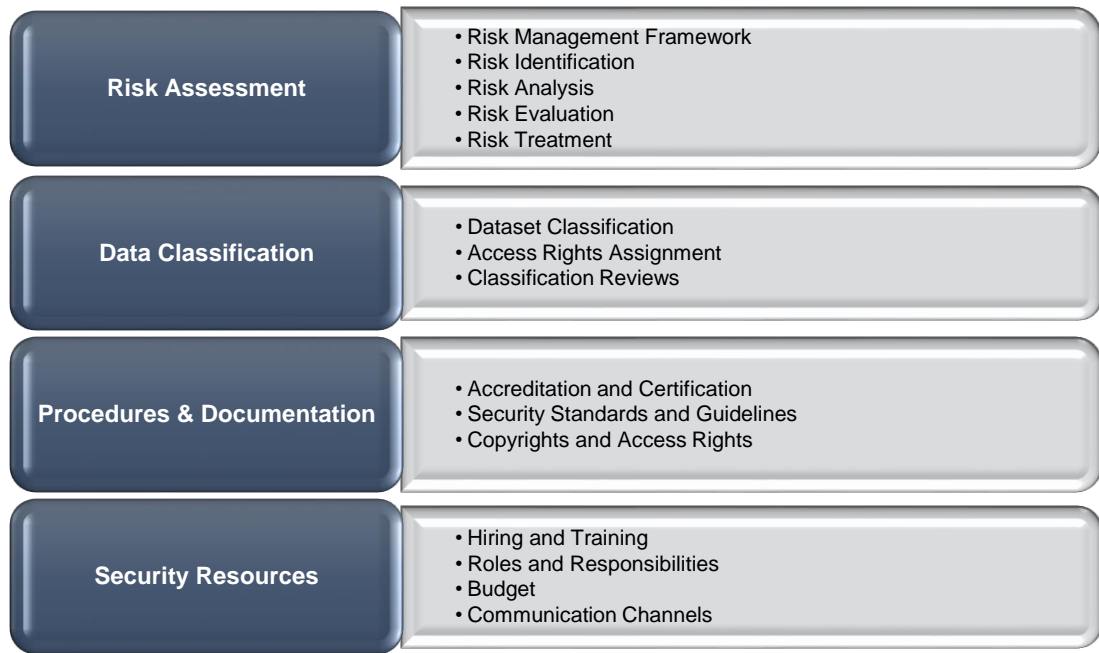 Risk Assessment
• Risk Management Framework
• Risk Identification
• Risk Analysis
• Risk Evaluation
• Risk Treatment
Data Classification
• Dataset Classification
• Access Rights Assignment
• Classification Reviews
Procedures & Documentation
• Accreditation and Certification
• Security Standards and Guidelines
• Copyrights and Access Rights
Security Resources
• Hiring and Training
• Roles and Responsibilities
• Budget
• Communication Channels